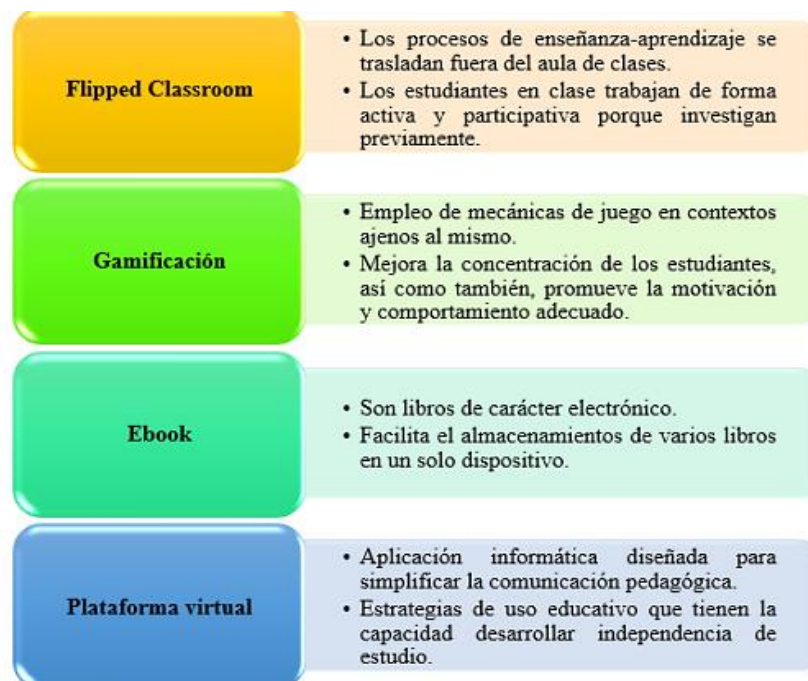 Flipped Classroom
• Los procesos de enseñanza-aprendizaje se
trasladan fuera del aula de clases.
• Los estudiantes en clase trabajan de forma
activa y participativa porque investigan
previamente.
Gamificación
• Empleo de mecánicas de juego en contextos
ajenos al mismo.
• Mejora la concentración de los estudiantes,
así como también, promueve la motivación
y comportamiento adecuado.
Ebook
• Son libros de carácter electrónico.
• Facilita el almacenamientos de varios libros
en un solo dispositivo.
Plataforma virtual
• Aplicación informática diseñada para
simplificar la comunicación pedagógica.
• Estrategias de uso educativo que tienen la
capacidad desarrollar independencia de
estudio.